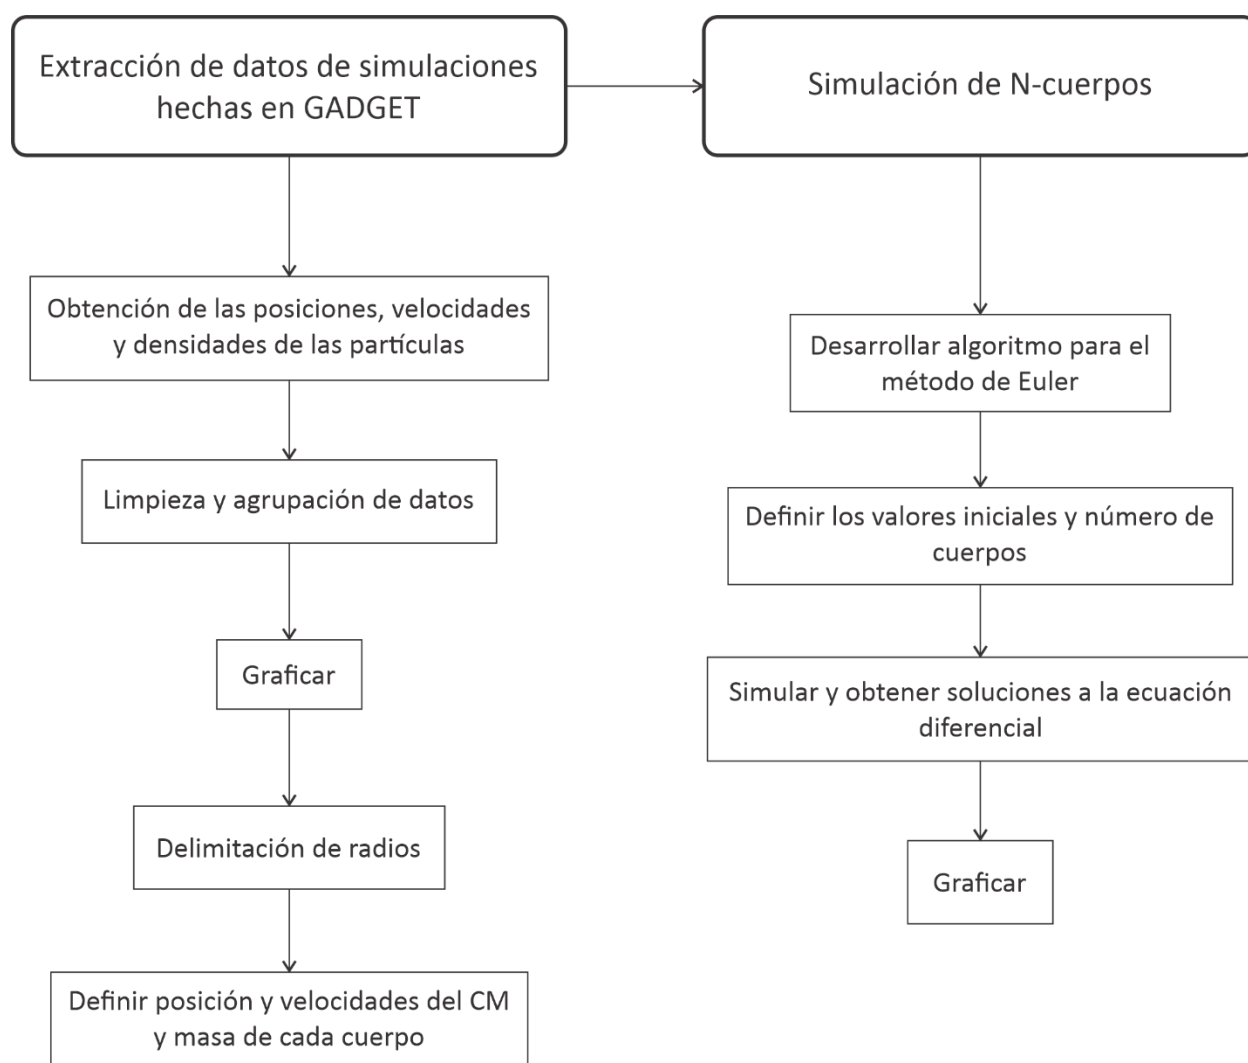 Extracción de datos de simulaciones
hechas en GADGET
Simulación de N-cuerpos
Obtención de las posiciones, velocidades
y densidades de las partículas
Limpieza y agrupación de datos
Graficar
Delimitación de radios
Definir posición y velocidades del CM
y masa de cada cuerpo
Desarrollar algoritmo para el
método de Euler
Definir los valores iniciales y número de
cuerpos
Simular y obtener soluciones a la ecuación
diferencial
Graficar